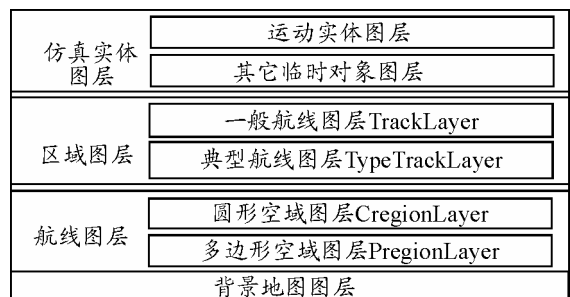 仿真实体
图层
运动实体图层
其它临时对象图层
区域图层
一般航线图层TrackLayer
典型航线图层TypeTrackLayer
航线图层
圆形空域图层CregionLayer
多边形空域图层PregionLayer
背景地图图层